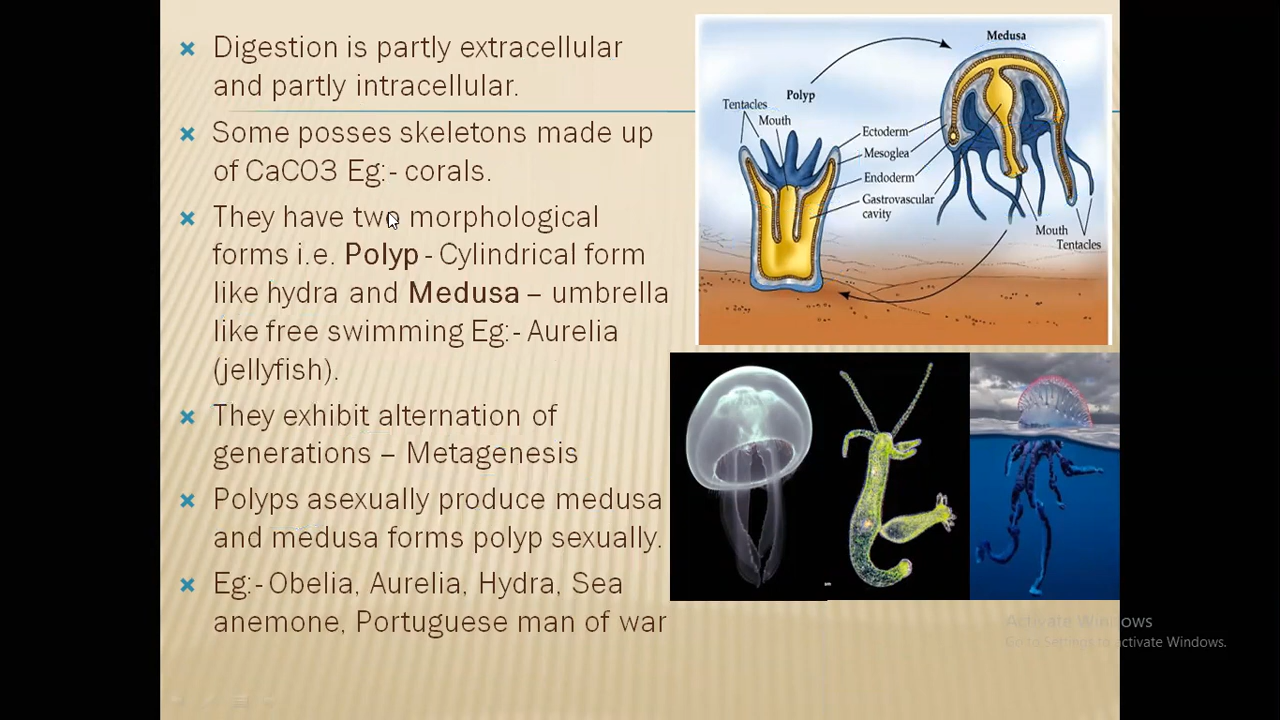 Digestion is partly extracellular
and partly intracellular.
Some posses skeletons made up
of CaCO3 Eg:- corals.
They have two morphological
forms i.e. Polyp - Cylindrical form
like hydra and Medusa – umbrella
like free swimming Eg:- Aurelia
(jellyfish).
They exhibit alternation of
generations – Metagenesis
Polyps asexually produce medusa
and medusa forms polyp sexually.
Eg:- Obelia, Aurelia, Hydra, Sea
anemone, Portuguese man of war
Medusa
Polyp
Tentacles
Mouth
Ectoderm
Mesoglea
Endoderm
Gastrovascular
cavity
Mouth
Tentacles
Activate Windows
Go to Settings to activate Windows.